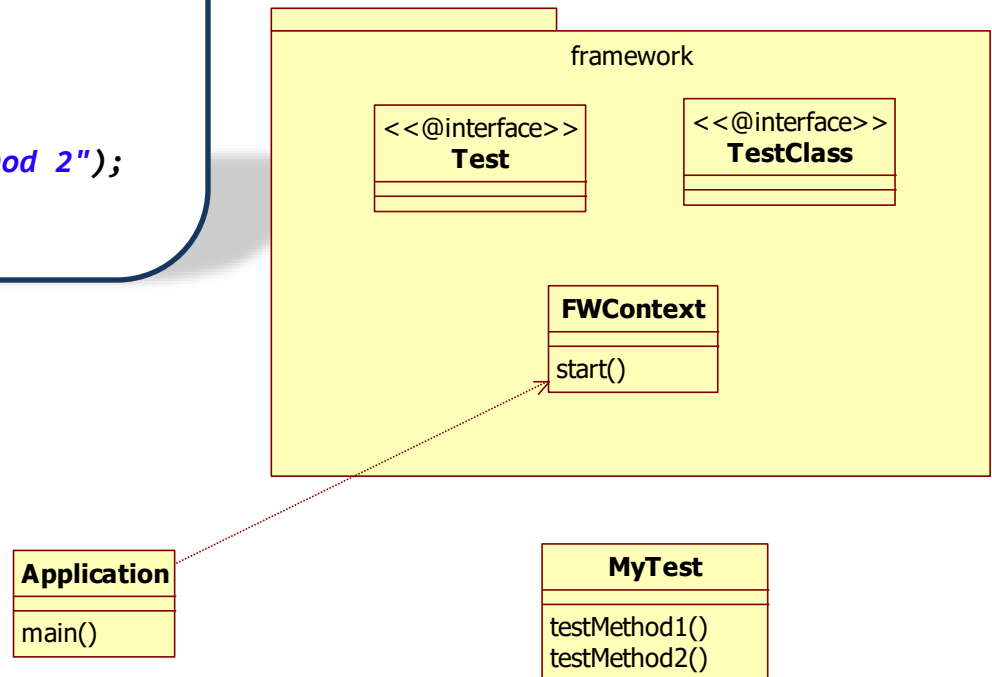 od 2");
framework
<<@interface>>
Test
<<@interface>>
TestClass
FWContext
start()
Application
main()
MyTest
testMethod1()
testMethod2()